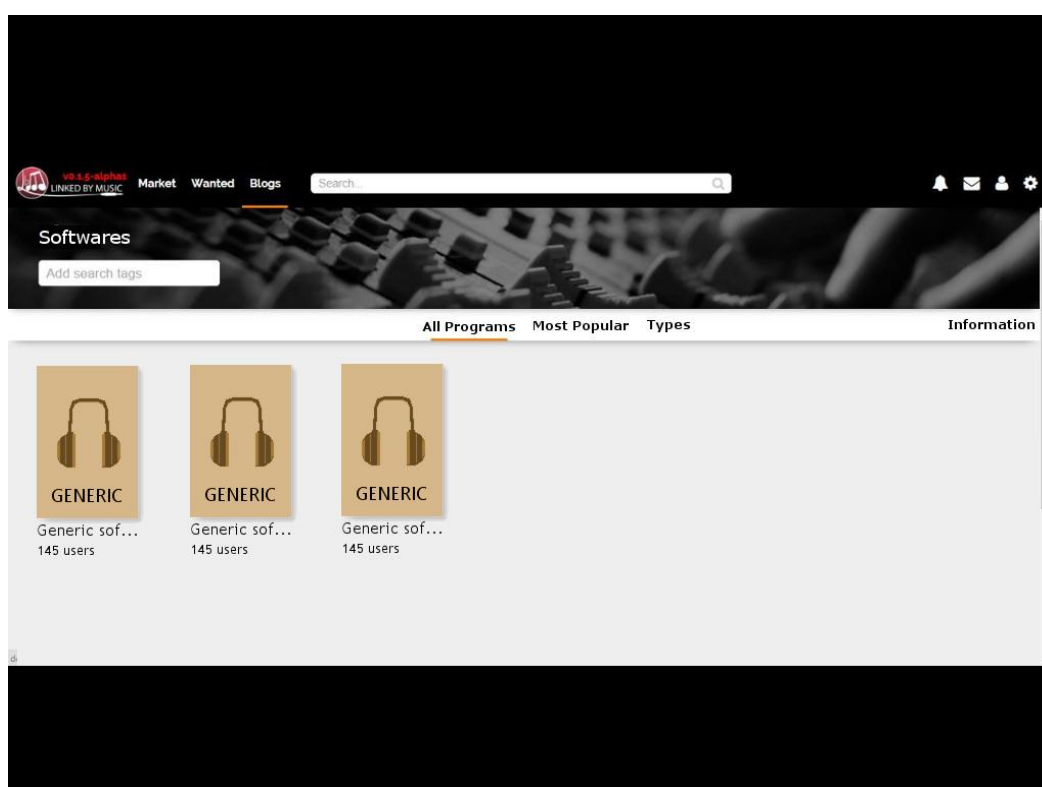 v0.1.5-alphas
LINKED BY MUSIC
Market Wanted Blogs Search...
Softwares
Add search tags
All Programs Most Popular Types Information
GENERIC GENERIC GENERIC
Generic sof... Generic sof... Generic sof...
145 users 145 users 145 users